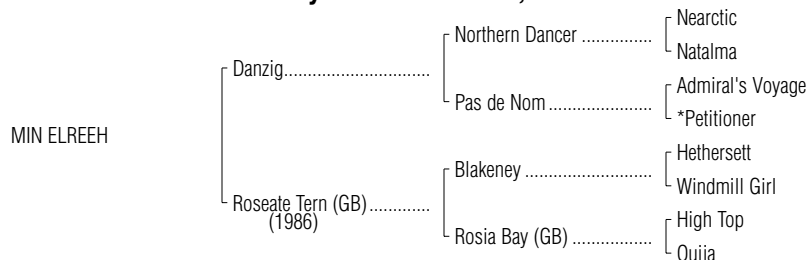 Nearctic
Northern Dancer ...............
Natalma
Danzig...............................
Admiral's Voyage
Pas de Nom ......................
*Petitioner
MIN ELREEH
Hethersett
Blakeney ...........................
Windmill Girl
Roseate Tern (GB) .............
(1986)
High Top
Rosia Bay (GB) .................
Ouija